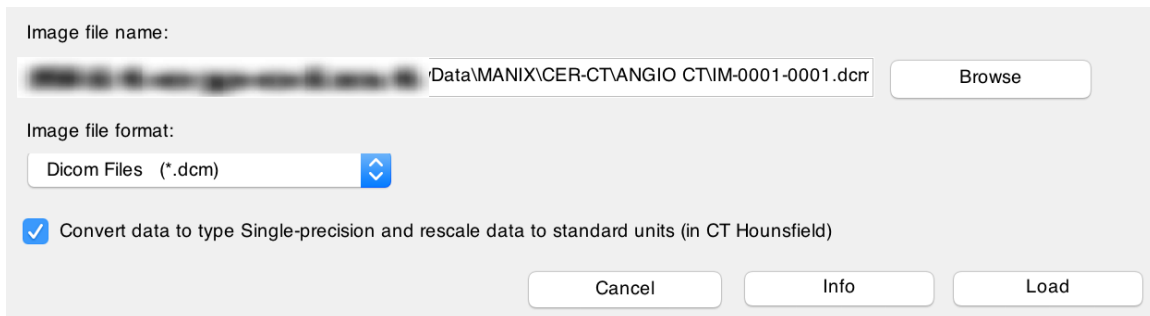 Image file name:
Data\MANIX\CER-CT\ANGIO CT\IM-0001-0001.dcm
Browse
Image file format:
Dicom Files (*.dcm)
Convert data to type Single-precision and rescale data to standard units (in CT Hounsfield)
Cancel
Info
Load